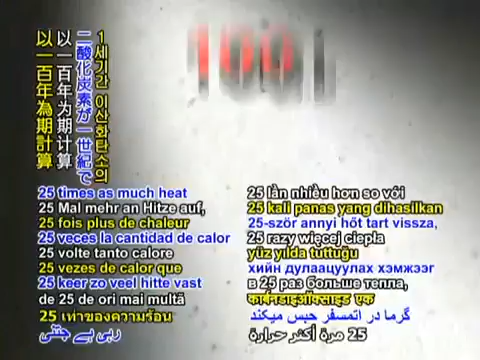 以一百年為期計算
以一百年为期计算
二酸化炭素が一世紀で
1세기간 이산화탄소의
25 times as much heat
25 Mal mehr an Hitze auf,
25 fois plus de chaleur
25 veces la cantidad de calor
25 volte tanto calore
25 vezes de calor que
25 keer zo veel hitte vast
de 25 de ori mai multă
25 เท่าของความร้อน
رہی ہے جتنی
25 lần nhiều hơn so với
25 kali panas yang dihasilkan
25-ször annyi hőt tart vissza,
25 razy więcej ciepła
yüz yılda tuttuğu
хийн дулаацуулах хэмжээг
в 25 раз больше тепла,
कार्बनडाइऑक्साइड एक
گرما در اتمسفر حبس میکند
25 مرة أكثر حرارة